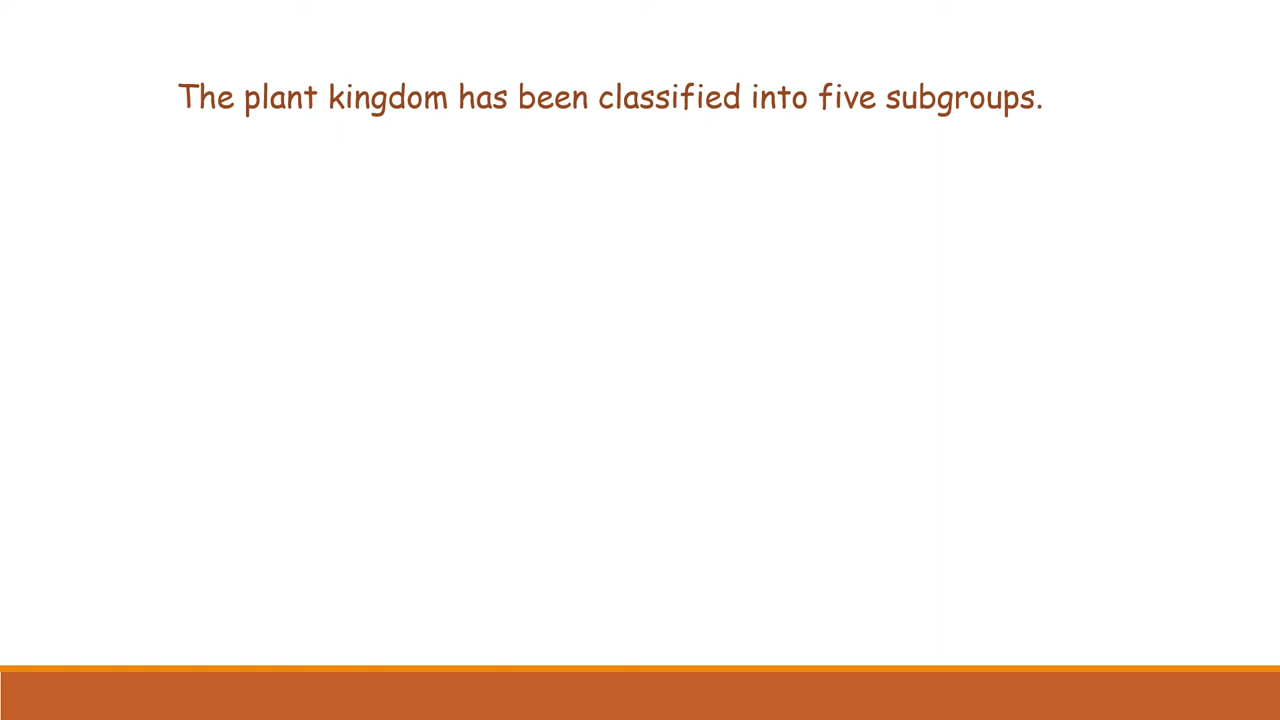 The plant kingdom has been classified into five subgroups.